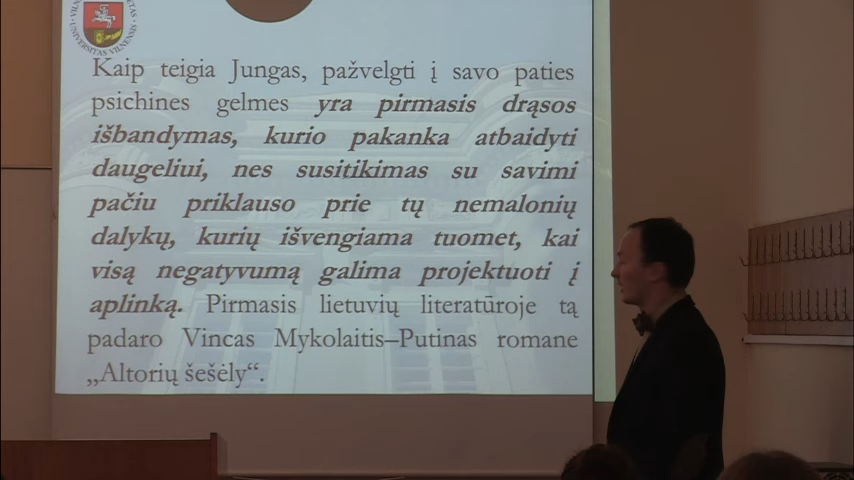 UNIVERSITAS VILNENSIS
Kaip teigia Jungas, pažvelgti į savo paties
psichines gelmes yra pirmasis drąsos
išbandymas, kurio pakanka atbaidyti
daugeliui, nes susitikimas su savimi
pačiu priklauso prie tų nemalonių
dalykų, kurių išvengiama tuomet, kai
visą negatyvumą galima projektuoti į
aplinką. Pirmasis lietuvių literatūroje tą
padaro Vincas Mykolaitis–Putinas romane
„Altorių šešėly“.